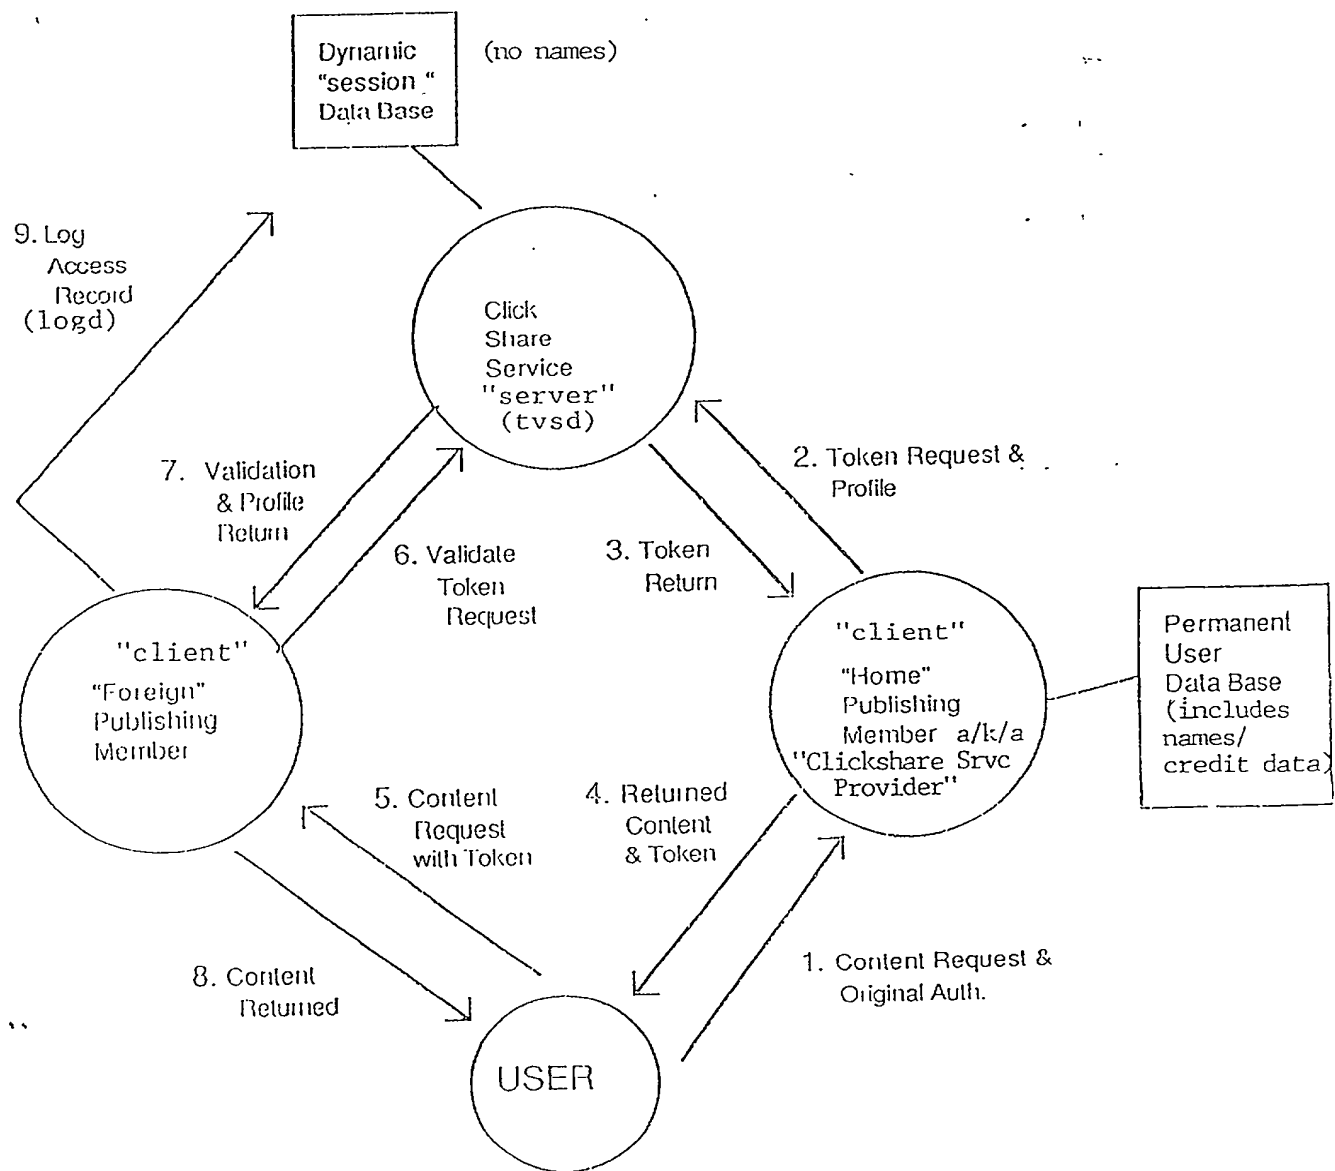 Dynamic
"session "
Data Base
(no names)
9. Log
Access
Record
(logd)
Click
Share
Service
"server"
(tvsd)
7. Validation
& Profile
Return
6. Validate
Token
Request
3. Token
Return
2. Token Request &
Profile
"client"
"Foreign"
Publishing
Member
"client"
"Home"
Publishing
Member a/k/a
"Clickshare Srvc
Provider"
Permanent
User
Data Base
(includes
names/
credit data)
5. Content
Request
with Token
4. Returned
Content
& Token
8. Content
Returned
1. Content Request &
Original Auth.
USER